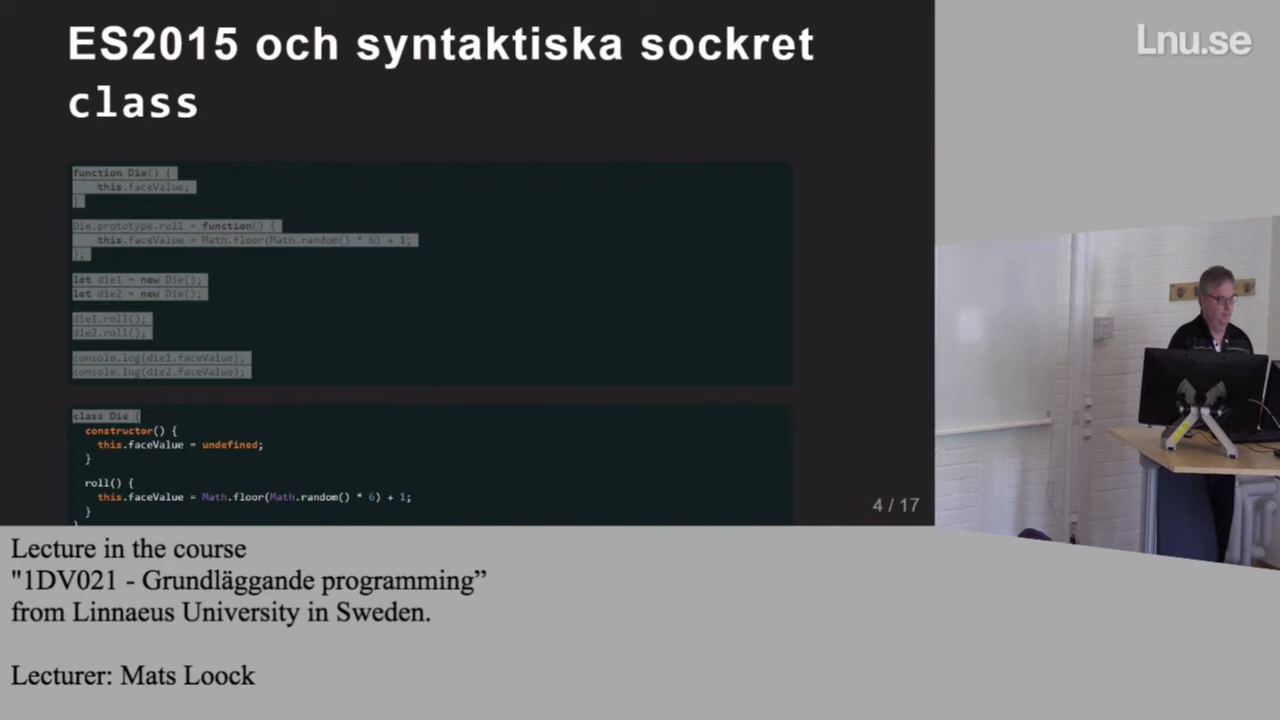 ES2015 och syntaktiska sockret
class
Lnu.se
function Die() {
this.faceValue;
}
Die.prototype.roll = function() {
this.faceValue = Math.floor(Math.random() * 6) + 1;
};
let die1 = new Die();
let die2 = new Die();
die1.roll();
die2.roll();
console.log(die1.faceValue);
console.log(die2.faceValue);
class Die {
constructor() {
this.faceValue = undefined;
}
roll() {
this.faceValue = Math.floor(Math.random() * 6) + 1;
}
}
4 / 17
Lecture in the course
"1DV021 - Grundläggande programming”
from Linnaeus University in Sweden.
Lecturer: Mats Loock